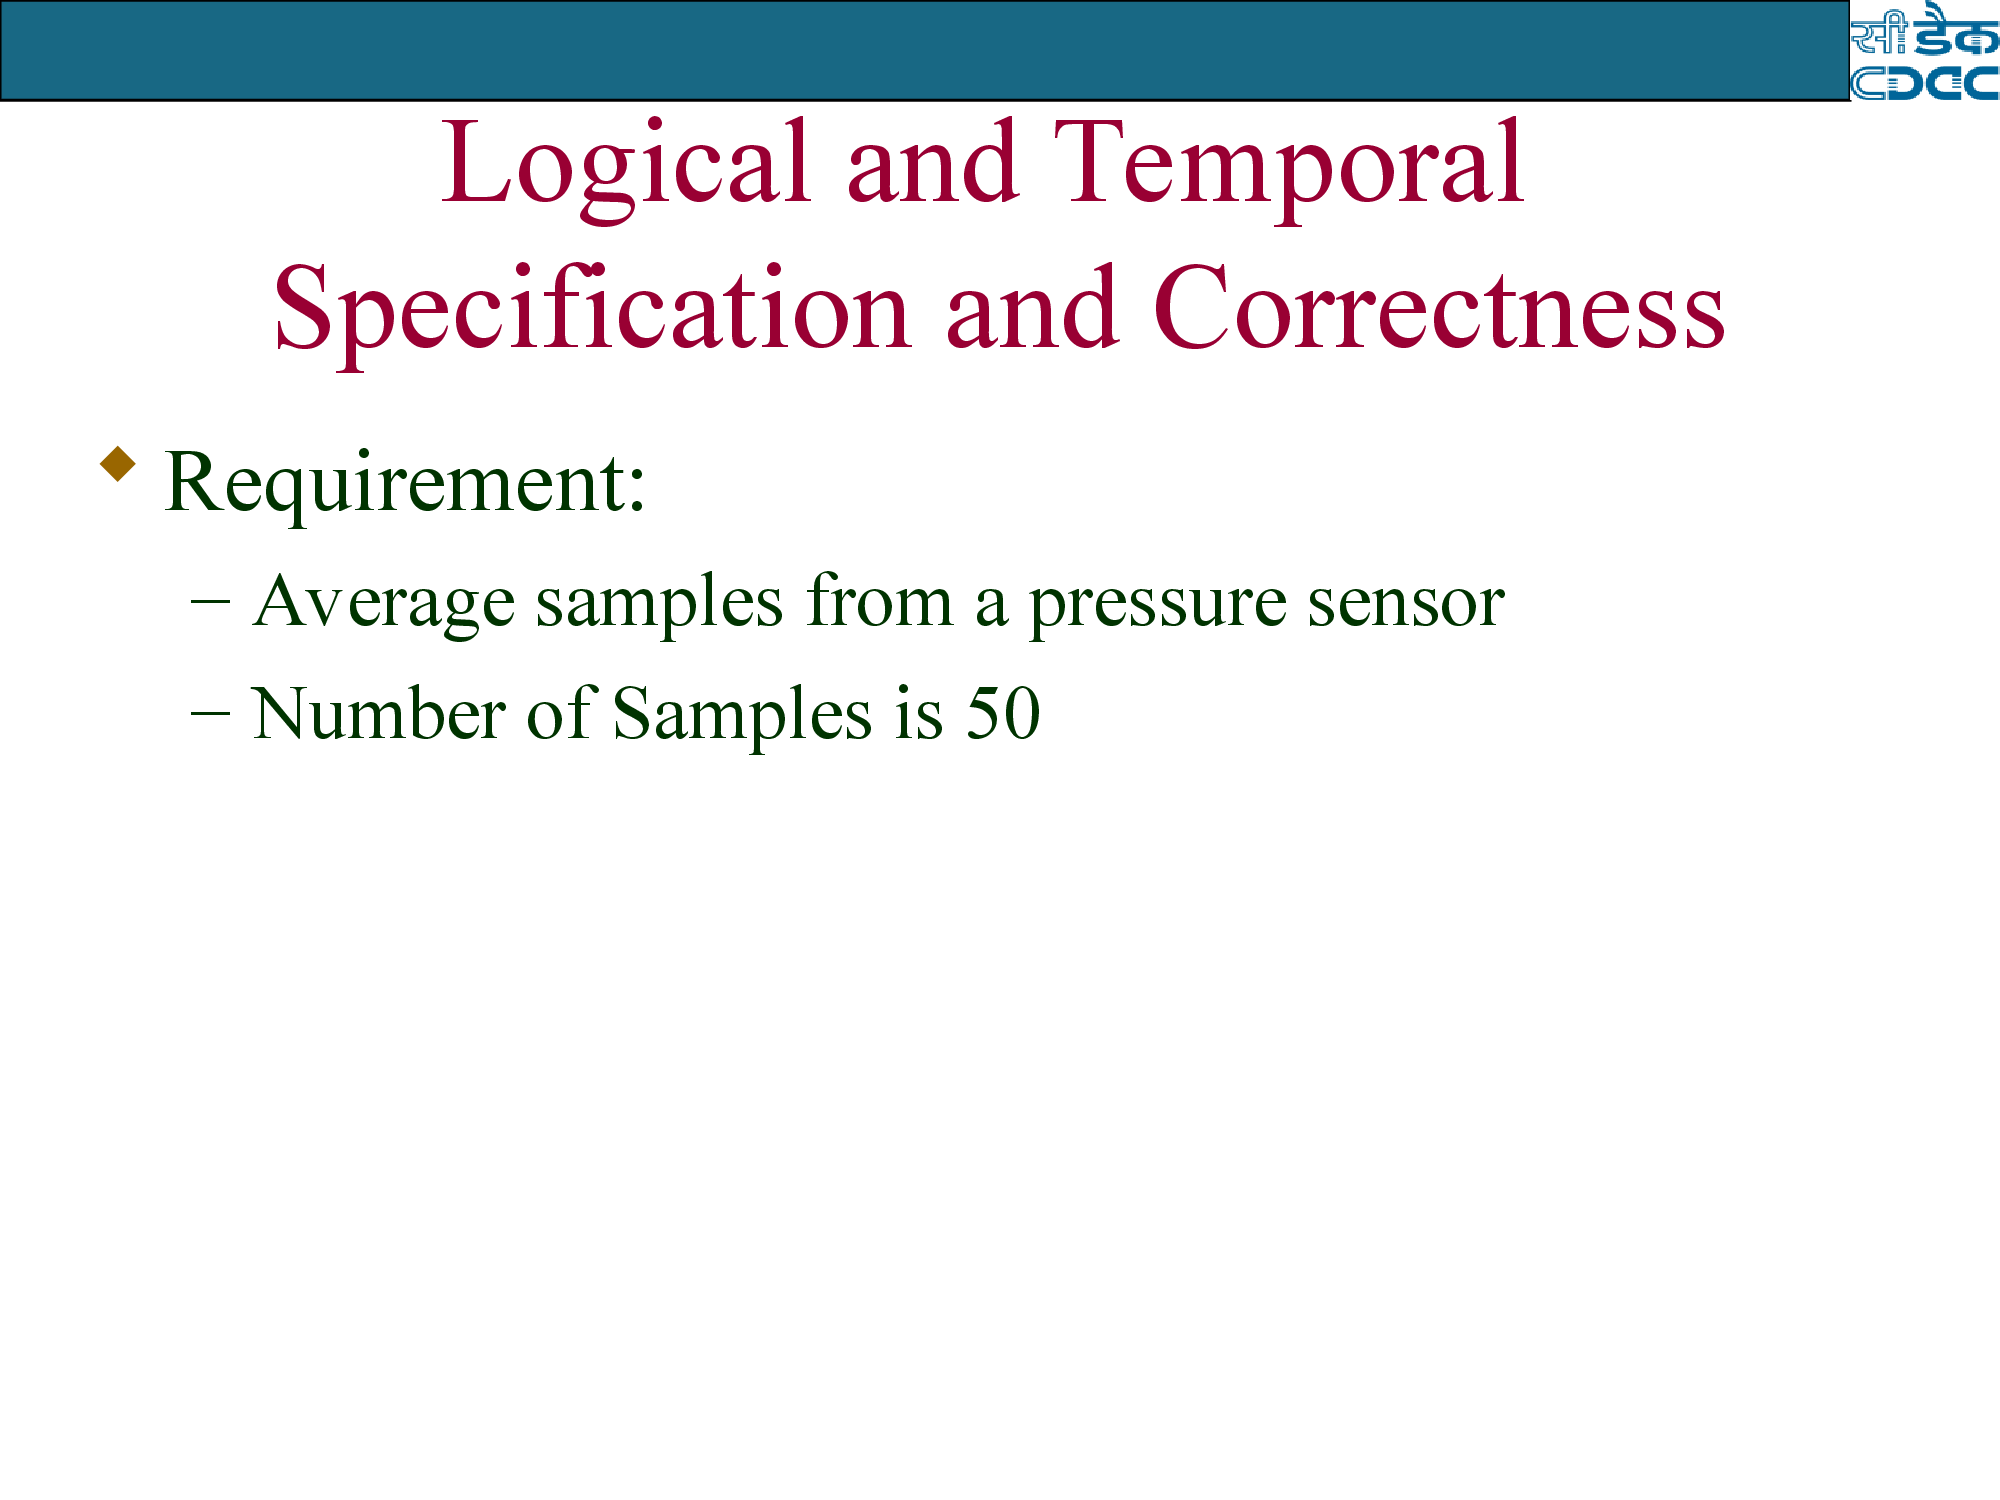 सी डैक
CDAC
Logical and Temporal
Specification and Correctness
Requirement:
– Average samples from a pressure sensor
– Number of Samples is 50